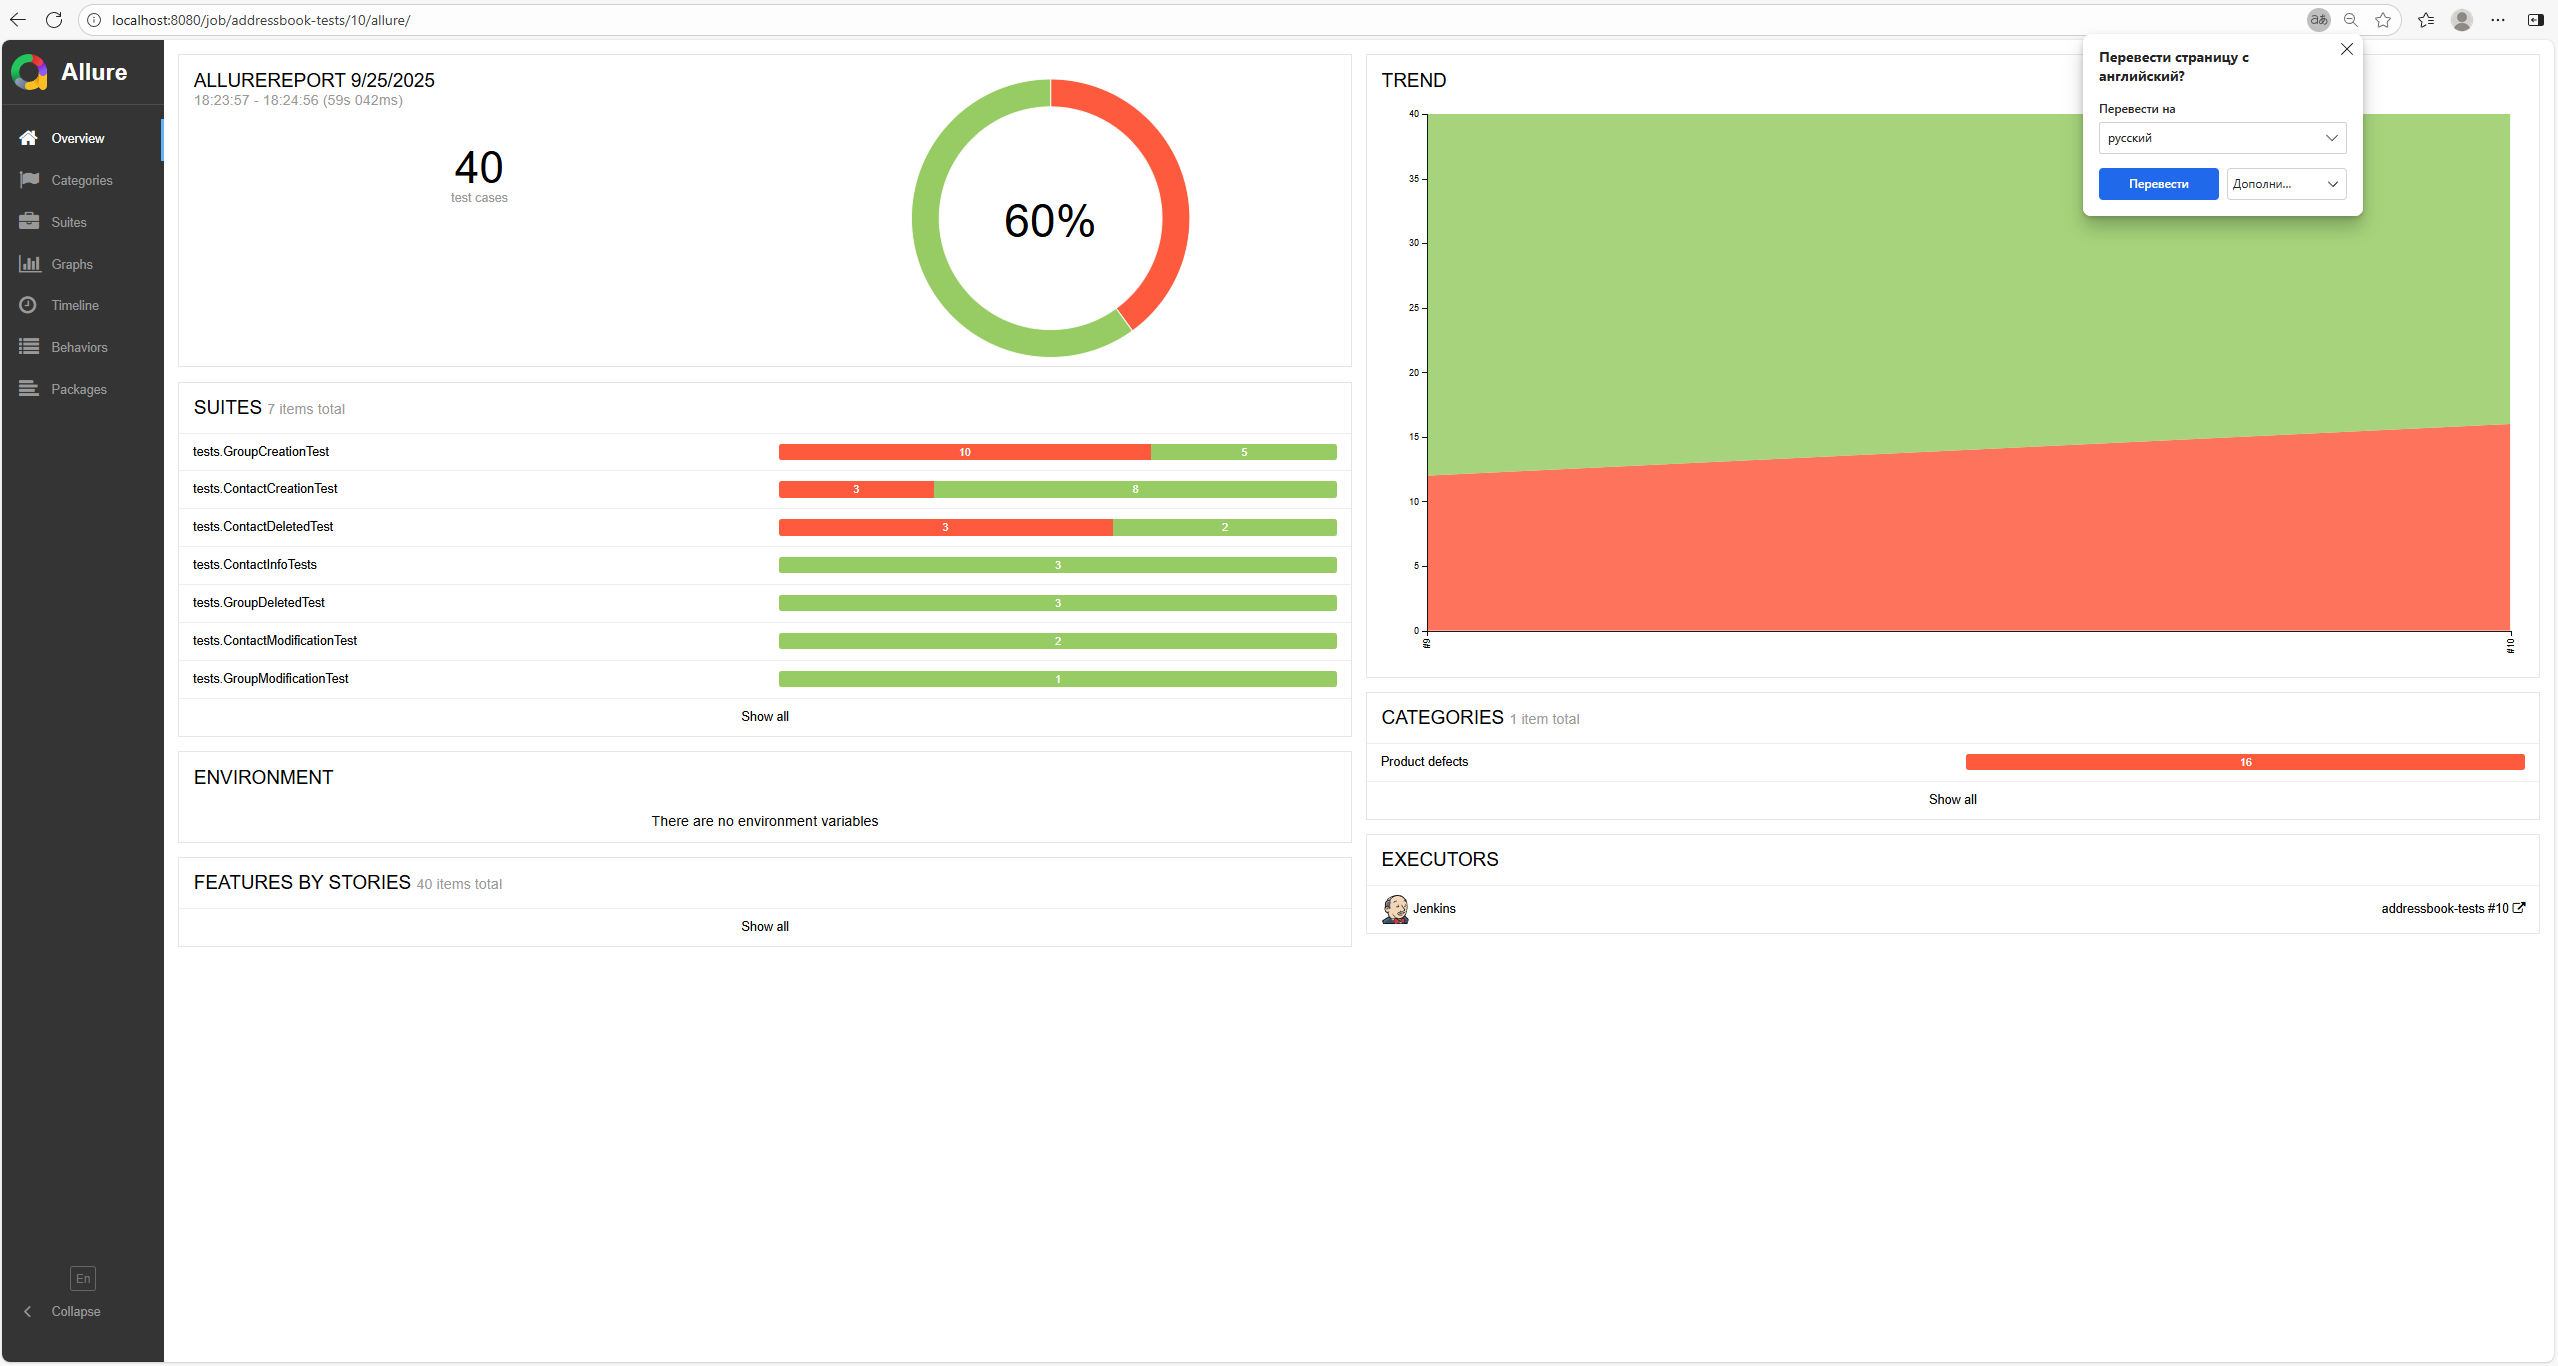 localhost:8080/job/addressbook-tests/10/allure/
Allure
Overview
Categories
Suites
Graphs
Timeline
Behaviors
Packages
En
Collapse
ALLUREREPORT 9/25/2025
18:23:57 - 18:24:56 (59s 042ms)
40
test cases
60%
SUITES 7 items total
tests.GroupCreationTest 10 5
tests.ContactCreationTest 3 8
tests.ContactDeletedTest 3 2
tests.ContactInfoTests 3
tests.GroupDeletedTest 3
tests.ContactModificationTest 2
tests.GroupModificationTest 1
Show all
ENVIRONMENT
There are no environment variables
FEATURES BY STORIES 40 items total
Show all
TREND
40
35
30
25
20
15
10
5
0
#9 #10
CATEGORIES 1 item total
Product defects 16
Show all
EXECUTORS
Jenkins addressbook-tests #10
Перевести страницу с
английский?
Перевести на
русский
Перевести Дополни...